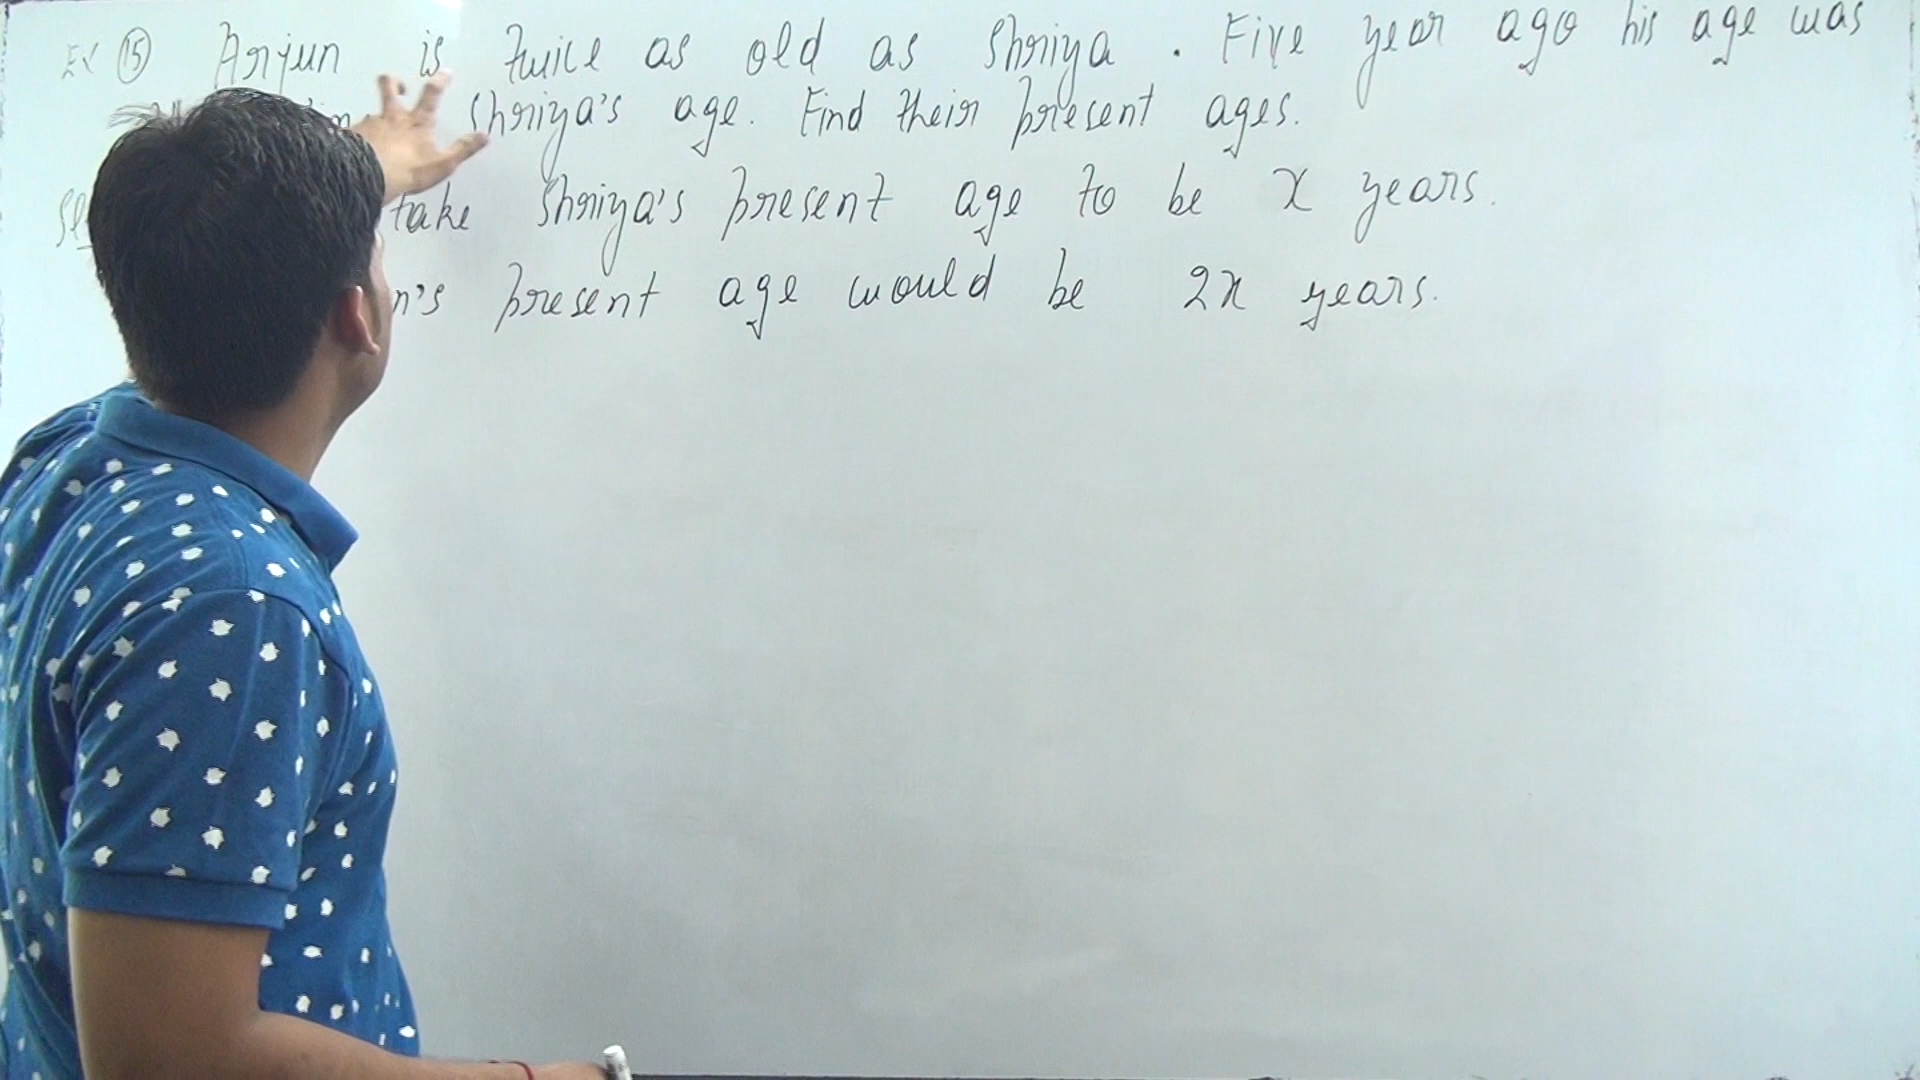 Ex (15) Arjun is twice as old as Shriya. Five year ago his age was
Shriya's age. Find their present ages.
take Shriya's present age to be x years.
n's present age would be 2x years.